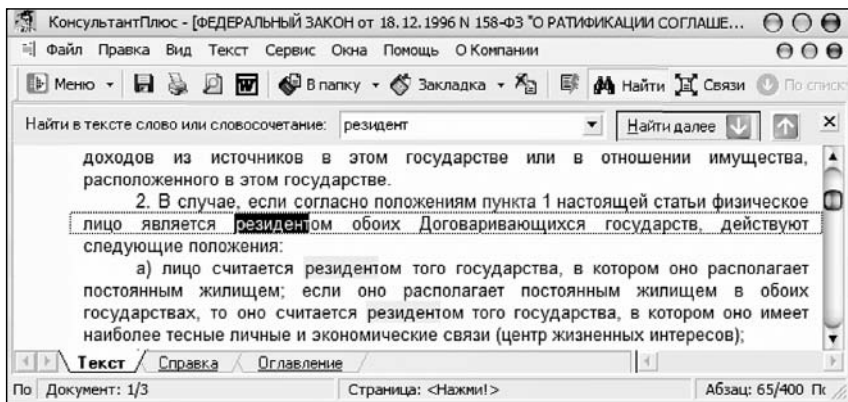 КонсультантПлюс - [ФЕДЕРАЛЬНЫЙ ЗАКОН от 18.12.1996 N 158-ФЗ "О РАТИФИКАЦИИ СОГЛАШЕ...
Файл Правка Вид Текст Сервис Окна Помощь О Компании
Меню В папку Закладка Найти Связи По списк
Найти в тексте слово или словосочетание: резидент Найти далее
доходов из источников в этом государстве или в отношении имущества,
расположенного в этом государстве.
2. В случае, если согласно положениям пункта 1 настоящей статьи физическое
лицо является резидентом обоих Договаривающихся государств, действуют
следующие положения:
а) лицо считается резидентом того государства, в котором оно располагает
постоянным жилищем; если оно располагает постоянным жилищем в обоих
государствах, то оно считается резидентом того государства, в котором оно имеет
наиболее тесные личные и экономические связи (центр жизненных интересов);
Текст Справка Оглавление
По Документ: 1/3 Страница: <Нажми!> Абзац: 65/400 По